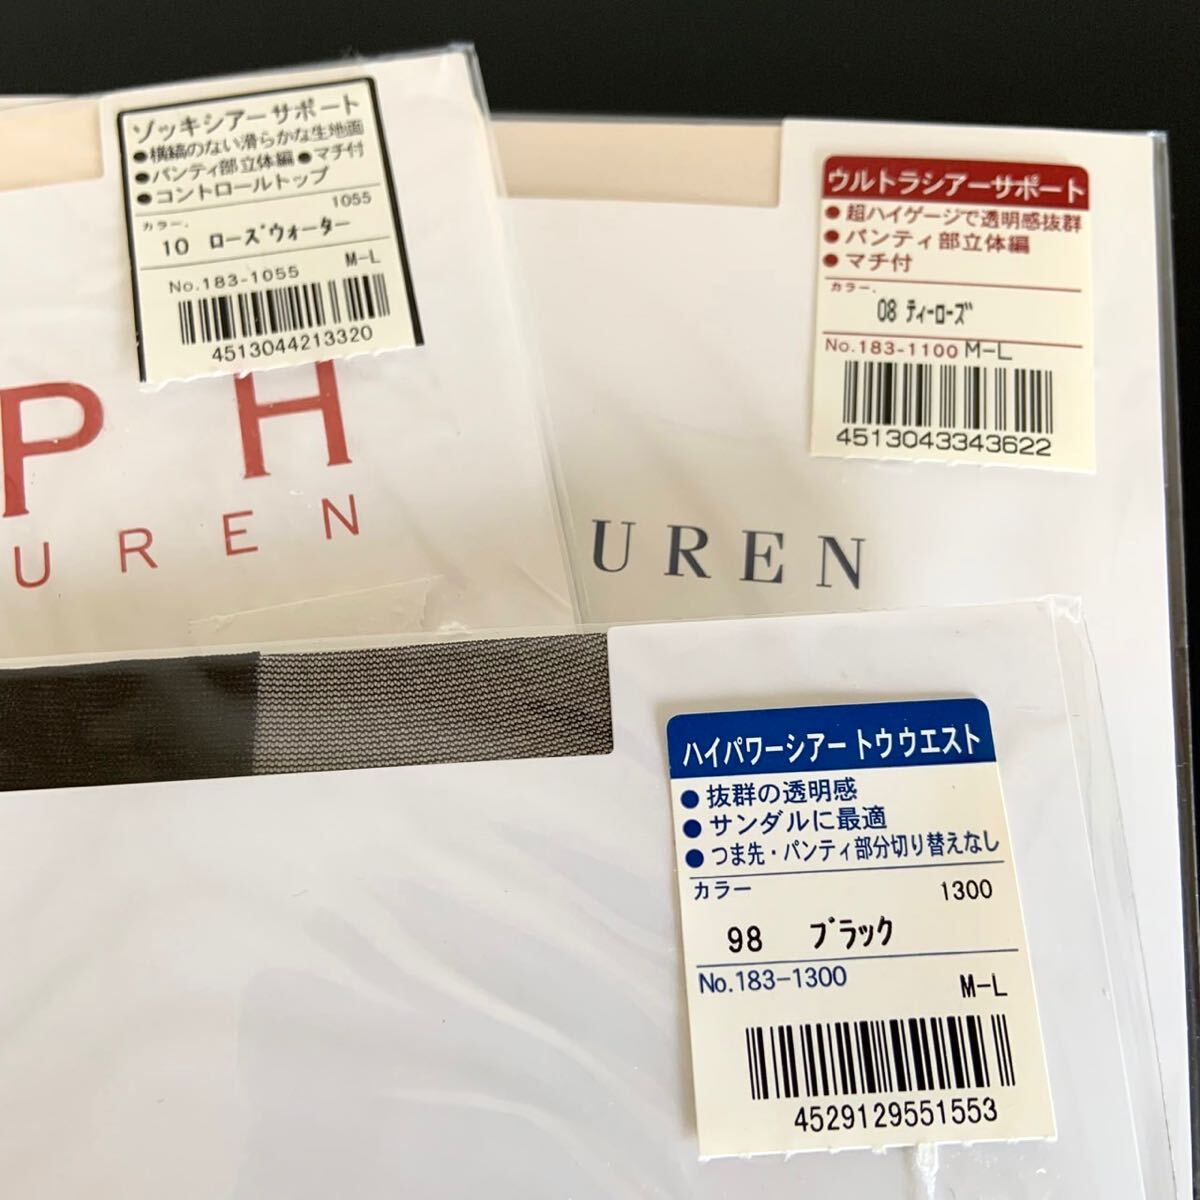 ゾッキシアーサポート
●横縞のない滑らかな生地面
●パンティ部立体編●マチ付
●コントロールトップ
1055
カラー.
10 ローズウォーター
M-L
No.183-1055
4513044213320
PH
UREN
ウルトラシアーサポート
●超ハイゲージで透明感抜群
●パンティ部立体編
●マチ付
カラー.
08 ティーローズ
No.183-1100 M-L
4513043343622
UREN
ハイパワーシアートウウエスト
●抜群の透明感
●サンダルに最適
●つま先・パンティ部分切り替えなし
カラー 1300
98 ブラック
No.183-1300
M-L
4529129551553